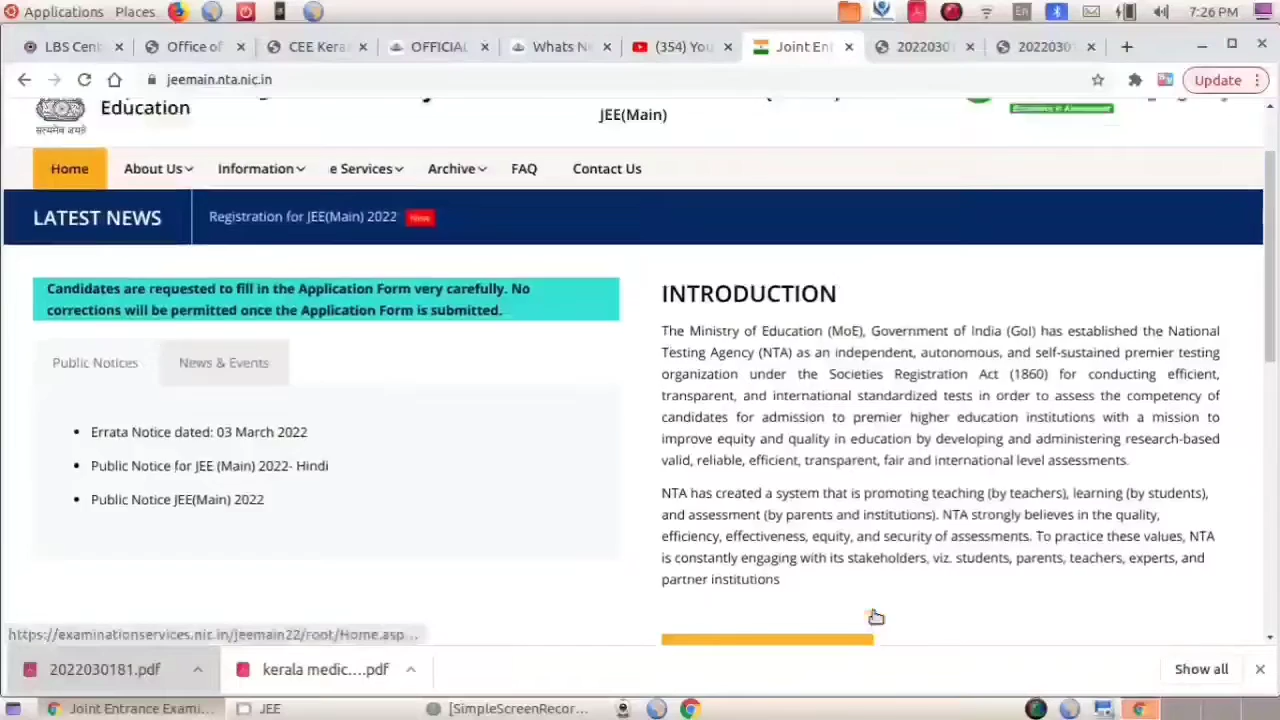 Applications Places En 7:26 PM
LBS Cent Office of CEE Kera OFFICIAL Whats N (354) You Joint Ent 2022030 2022030
jeemain.nta.nic.in Update
Education
सत्यमेव जयते
JEE(Main)
Home About Us Information e Services Archive FAQ Contact Us
LATEST NEWS Registration for JEE(Main) 2022 New
Candidates are requested to fill in the Application Form very carefully. No
corrections will be permitted once the Application Form is submitted.
Public Notices News & Events
• Errata Notice dated: 03 March 2022
• Public Notice for JEE (Main) 2022- Hindi
• Public Notice JEE(Main) 2022
INTRODUCTION
The Ministry of Education (MoE), Government of India (GoI) has established the National
Testing Agency (NTA) as an independent, autonomous, and self-sustained premier testing
organization under the Societies Registration Act (1860) for conducting efficient,
transparent, and international standardized tests in order to assess the competency of
candidates for admission to premier higher education institutions with a mission to
improve equity and quality in education by developing and administering research-based
valid, reliable, efficient, transparent, fair and international level assessments.
NTA has created a system that is promoting teaching (by teachers), learning (by students),
and assessment (by parents and institutions). NTA strongly believes in the quality,
efficiency, effectiveness, equity, and security of assessments. To practice these values, NTA
is constantly engaging with its stakeholders, viz. students, parents, teachers, experts, and
partner institutions
https://examinationservices.nic.in/jeemain22/root/Home.asp...
2022030181.pdf kerala medic....pdf Show all
Joint Entrance Exami... JEE [SimpleScreenRecor...